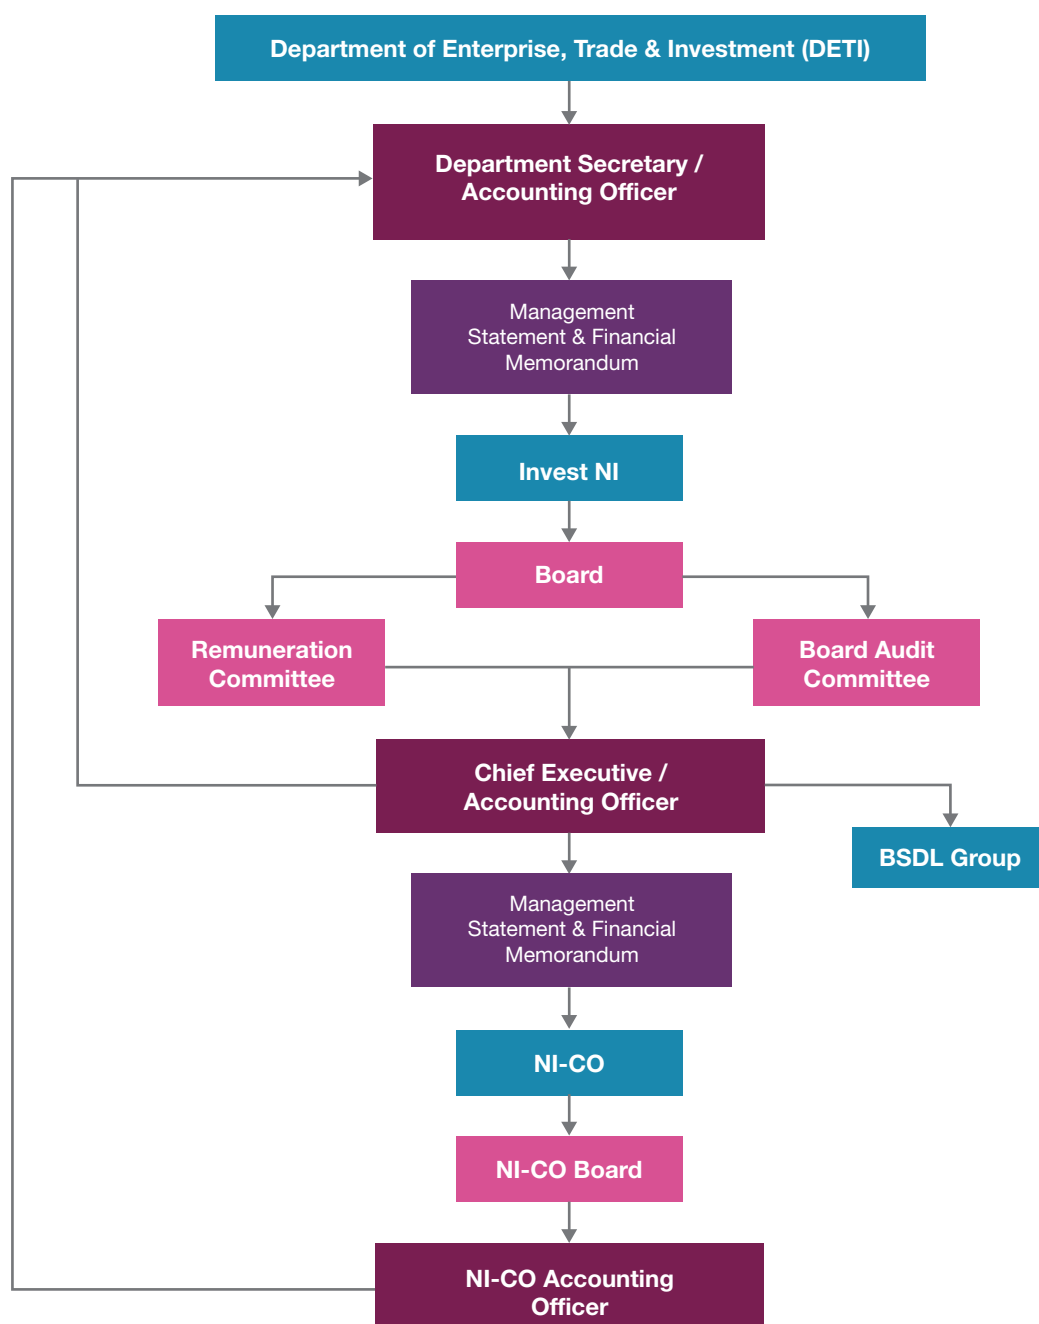 Department of Enterprise, Trade & Investment (DETI)
Department Secretary /
Accounting Officer
Management
Statement & Financial
Memorandum
Invest NI
Board
Remuneration
Committee
Board Audit
Committee
Chief Executive /
Accounting Officer
BSDL Group
Management
Statement & Financial
Memorandum
NI-CO
NI-CO Board
NI-CO Accounting
Officer